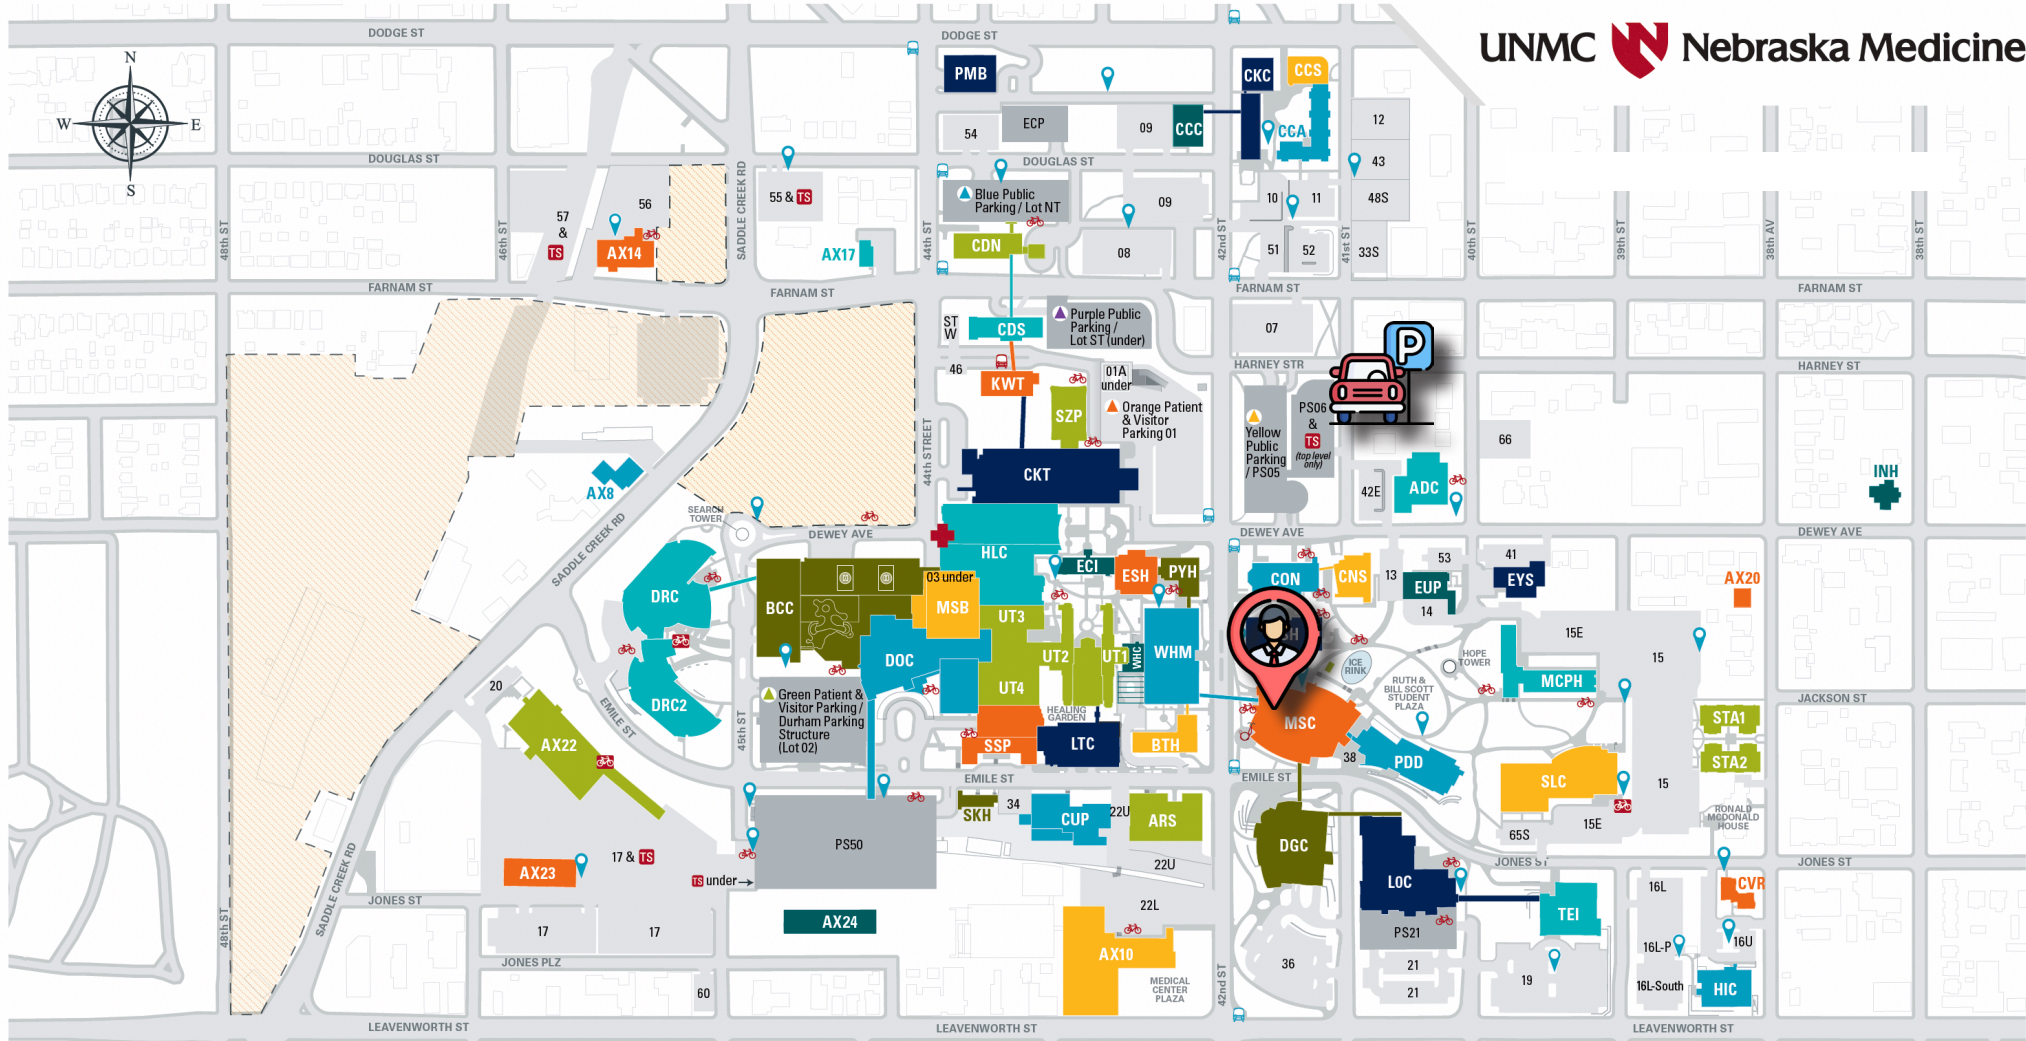 UNMC Nebraska Medicine
DODGE ST
DODGE ST
N
W
E
S
PMB
CKC
CCS
ECP
54
09
CCC
CCA
12
43
48S
DOUGLAS ST
DOUGLAS ST
SADDLE CREEK RD
55 & TS
Blue Public
Parking / Lot NT
09
10
11
57
&
TS
56
AX14
AX17
CDN
08
51
52
33S
48th ST
46th ST
44th ST
42nd ST
41st ST
40th ST
39th ST
38th AV
38th ST
FARNAM ST
FARNAM ST
FARNAM ST
FARNAM ST
ST
W
CDS
Purple Public
Parking /
Lot ST (under)
07
P
46
KWT
01A
under
HARNEY STR
HARNEY ST
SZP
Orange Patient
& Visitor
Parking 01
PS06
&
TS
(top level
only)
Yellow
Public
Parking
/ PS05
66
44th STREET
CKT
42E
ADC
INH
AX8
SEARCH
TOWER
DEWEY AVE
DEWEY AVE
DEWEY AVE
SADDLE CREEK RD
HLC
ECI
ESH
PYH
CON
CNS
13
53
41
EUP
EYS
14
AX20
DRC
BCC
03 under
MSB
UT3
DOC
UT2
UT1
WHC
WHM
UT4
SH
ICE
RINK
HOPE
TOWER
15E
15
RUTH &
BILL SCOTT
STUDENT
PLAZA
MCPH
JACKSON ST
20
DRC2
EMILE ST
45th ST
Green Patient &
Visitor Parking /
Durham Parking
Structure
(Lot 02)
HEALING
GARDEN
SSP
LTC
BTH
MSC
38
PDD
STA1
STA2
AX22
EMILE ST
EMILE ST
SLC
15
SKH
34
CUP
22U
ARS
65S
15E
RONALD
MCDONALD
HOUSE
PS50
DGC
17 & TS
TS under
22U
JONES ST
JONES ST
AX23
LOC
16L
CVR
JONES ST
22L
TEI
17
17
AX24
PS21
AX10
36
21
21
19
16L-P
16U
JONES PLZ
60
MEDICAL
CENTER
PLAZA
16L-South
HIC
48th ST
SADDLE CREEK RD
42nd ST
LEAVENWORTH ST
LEAVENWORTH ST
LEAVENWORTH ST